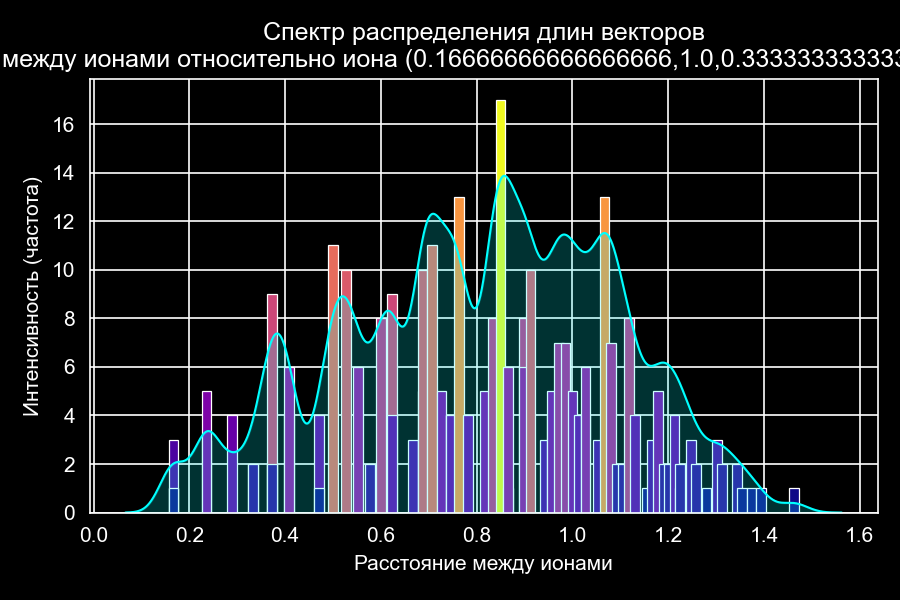 Спектр распределения длин векторов
между ионами относительно иона (0.16666666666666666,1.0,0.333333333333
Интенсивность (частота)
16
14
12
10
8
6
4
2
0
0.0 0.2 0.4 0.6 0.8 1.0 1.2 1.4 1.6
Расстояние между ионами